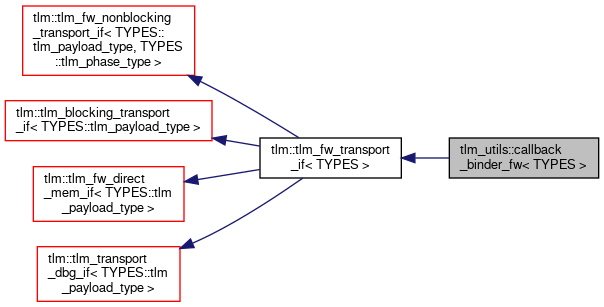 tlm::tlm_fw_nonblocking
_transport_if< TYPES::
tlm_payload_type, TYPES
::tlm_phase_type >
tlm::tlm_blocking_transport
_if< TYPES::tlm_payload_type >
tlm::tlm_fw_transport
_if< TYPES >
tlm_utils::callback
_binder_fw< TYPES >
tlm::tlm_fw_direct
_mem_if< TYPES::tlm
_payload_type >
tlm::tlm_transport
_dbg_if< TYPES::tlm
_payload_type >